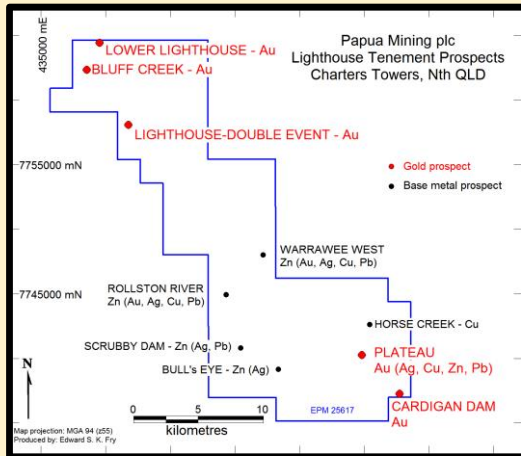 435000 mE
Papua Mining plc
Lighthouse Tenement Prospects
Charters Towers, Nth QLD
LOWER LIGHTHOUSE - Au
BLUFF CREEK - Au
LIGHTHOUSE-DOUBLE EVENT - Au
7755000 mN
Gold prospect
Base metal prospect
WARRAWEE WEST
Zn (Au, Ag, Cu, Pb)
ROLLSTON RIVER
Zn (Au, Ag, Cu, Pb)
7745000 mN
HORSE CREEK - Cu
SCRUBBY DAM - Zn (Ag, Pb)
BULL's EYE - Zn (Ag)
PLATEAU
Au (Ag, Cu, Zn, Pb)
CARDIGAN DAM
Au
N
0 5 10
kilometres
EPM 25617
Map projection: MGA 94 (z55)
Produced by: Edward S. K. Fry